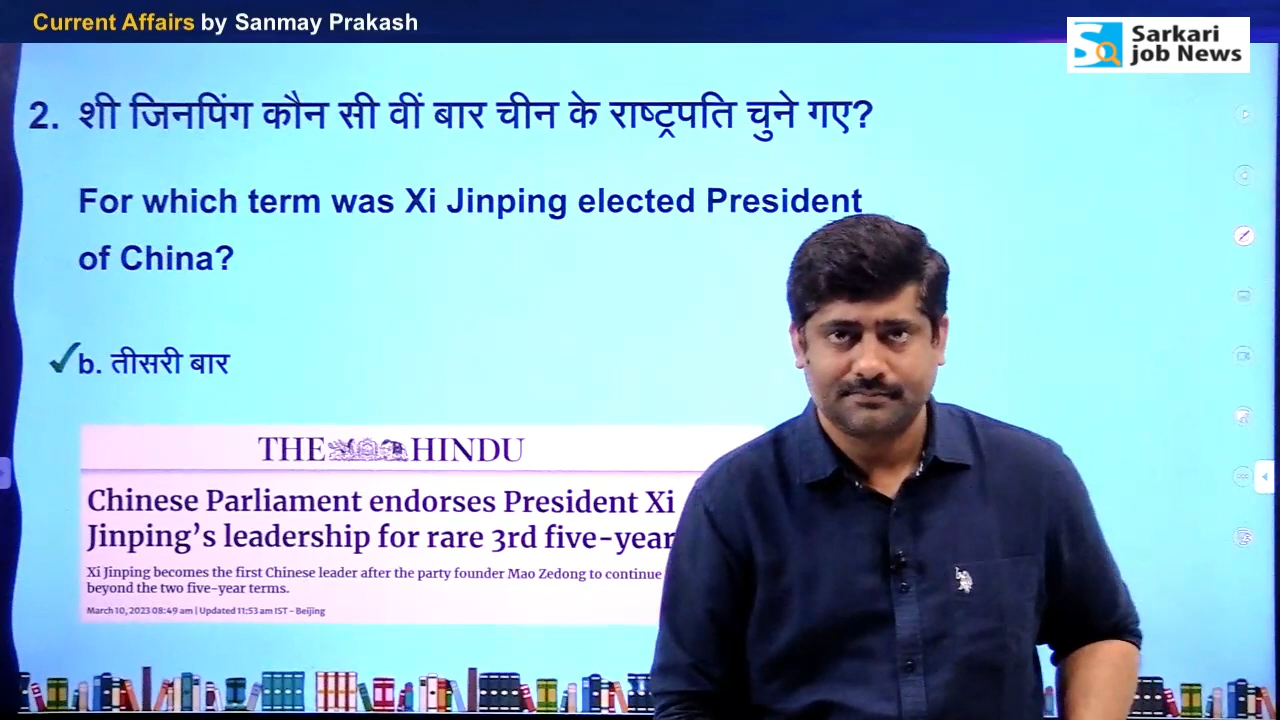 Current Affairs by Sanmay Prakash
Sarkari
job News
2. शी जिनपिंग कौन सी वीं बार चीन के राष्ट्रपति चुने गए?
For which term was Xi Jinping elected President
of China?
b. तीसरी बार
THE HINDU
Chinese Parliament endorses President Xi
Jinping's leadership for rare 3rd five-year
Xi Jinping becomes the first Chinese leader after the party founder Mao Zedong to continue
beyond the two five-year terms.
March 10, 2023 08:49 am | Updated 11:53 am IST - Beijing